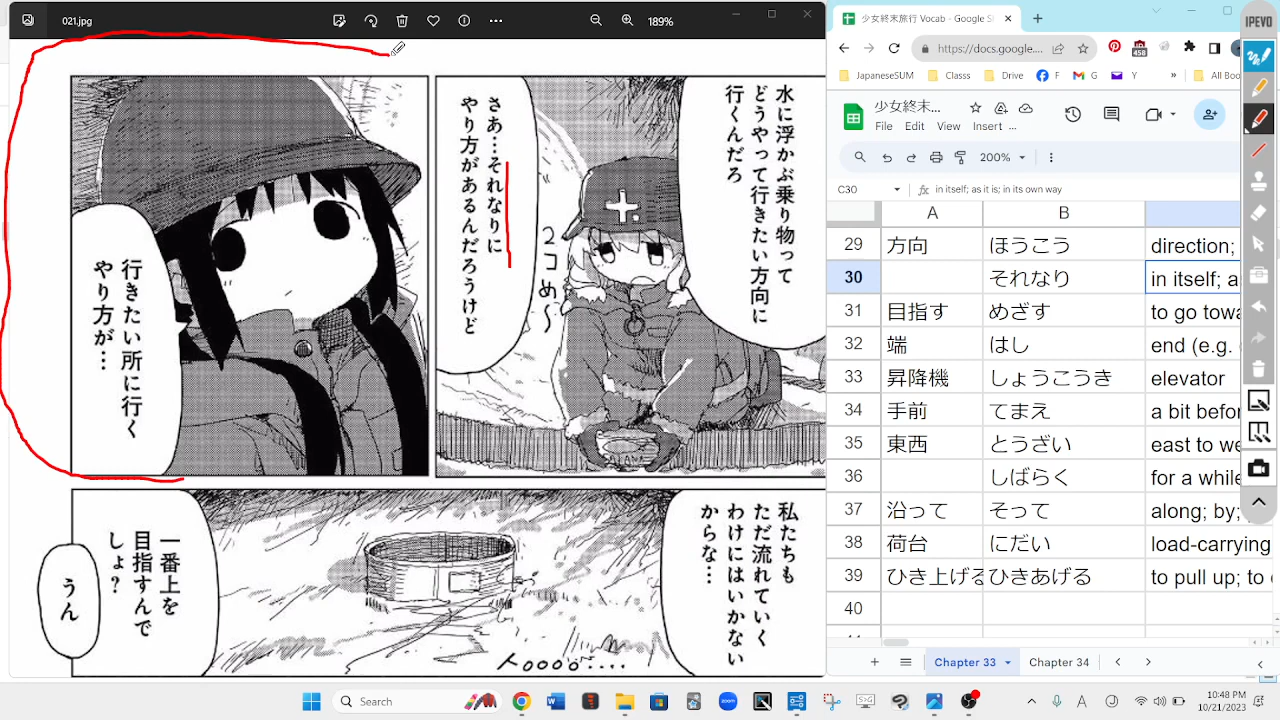 021.jpg
189%
水に浮かぶ乗り物って
どうやって行きたい方向に
行くんだろ
さあ…それなりに
やり方があるんだろうけど
2コめ〜
行きたい所に行く
やり方が…
私たちも
ただ流れていく
わけにはいかない
からな…
一番上を
目指すんで
しょ?
うん
少女終末旅行 Vocab - Google S
https://docs.google.
JapaneseSUM
Class
Drive
F
G
Y
少女終末...
File
Edit
View
Insert
200%
C30
fx
in itself; as it is; in its own way
A
B
29 方向 ほうこう direction;
30 それなり in itself; a
31 目指す めざす to go towa
32 端 はし end (e.g.
33 昇降機 しょうこうき elevator
34 手前 てまえ a bit befor
35 東西 とうざい east to we
36 しばらく for a while
37 沿って そって along; by;
38 荷台 にだい load-carrying
39 ひき上げる ひきあげる to pull up; to
40
Chapter 33
Chapter 34
IPEVO
Search
zoom
10:48 PM
10/10/2023